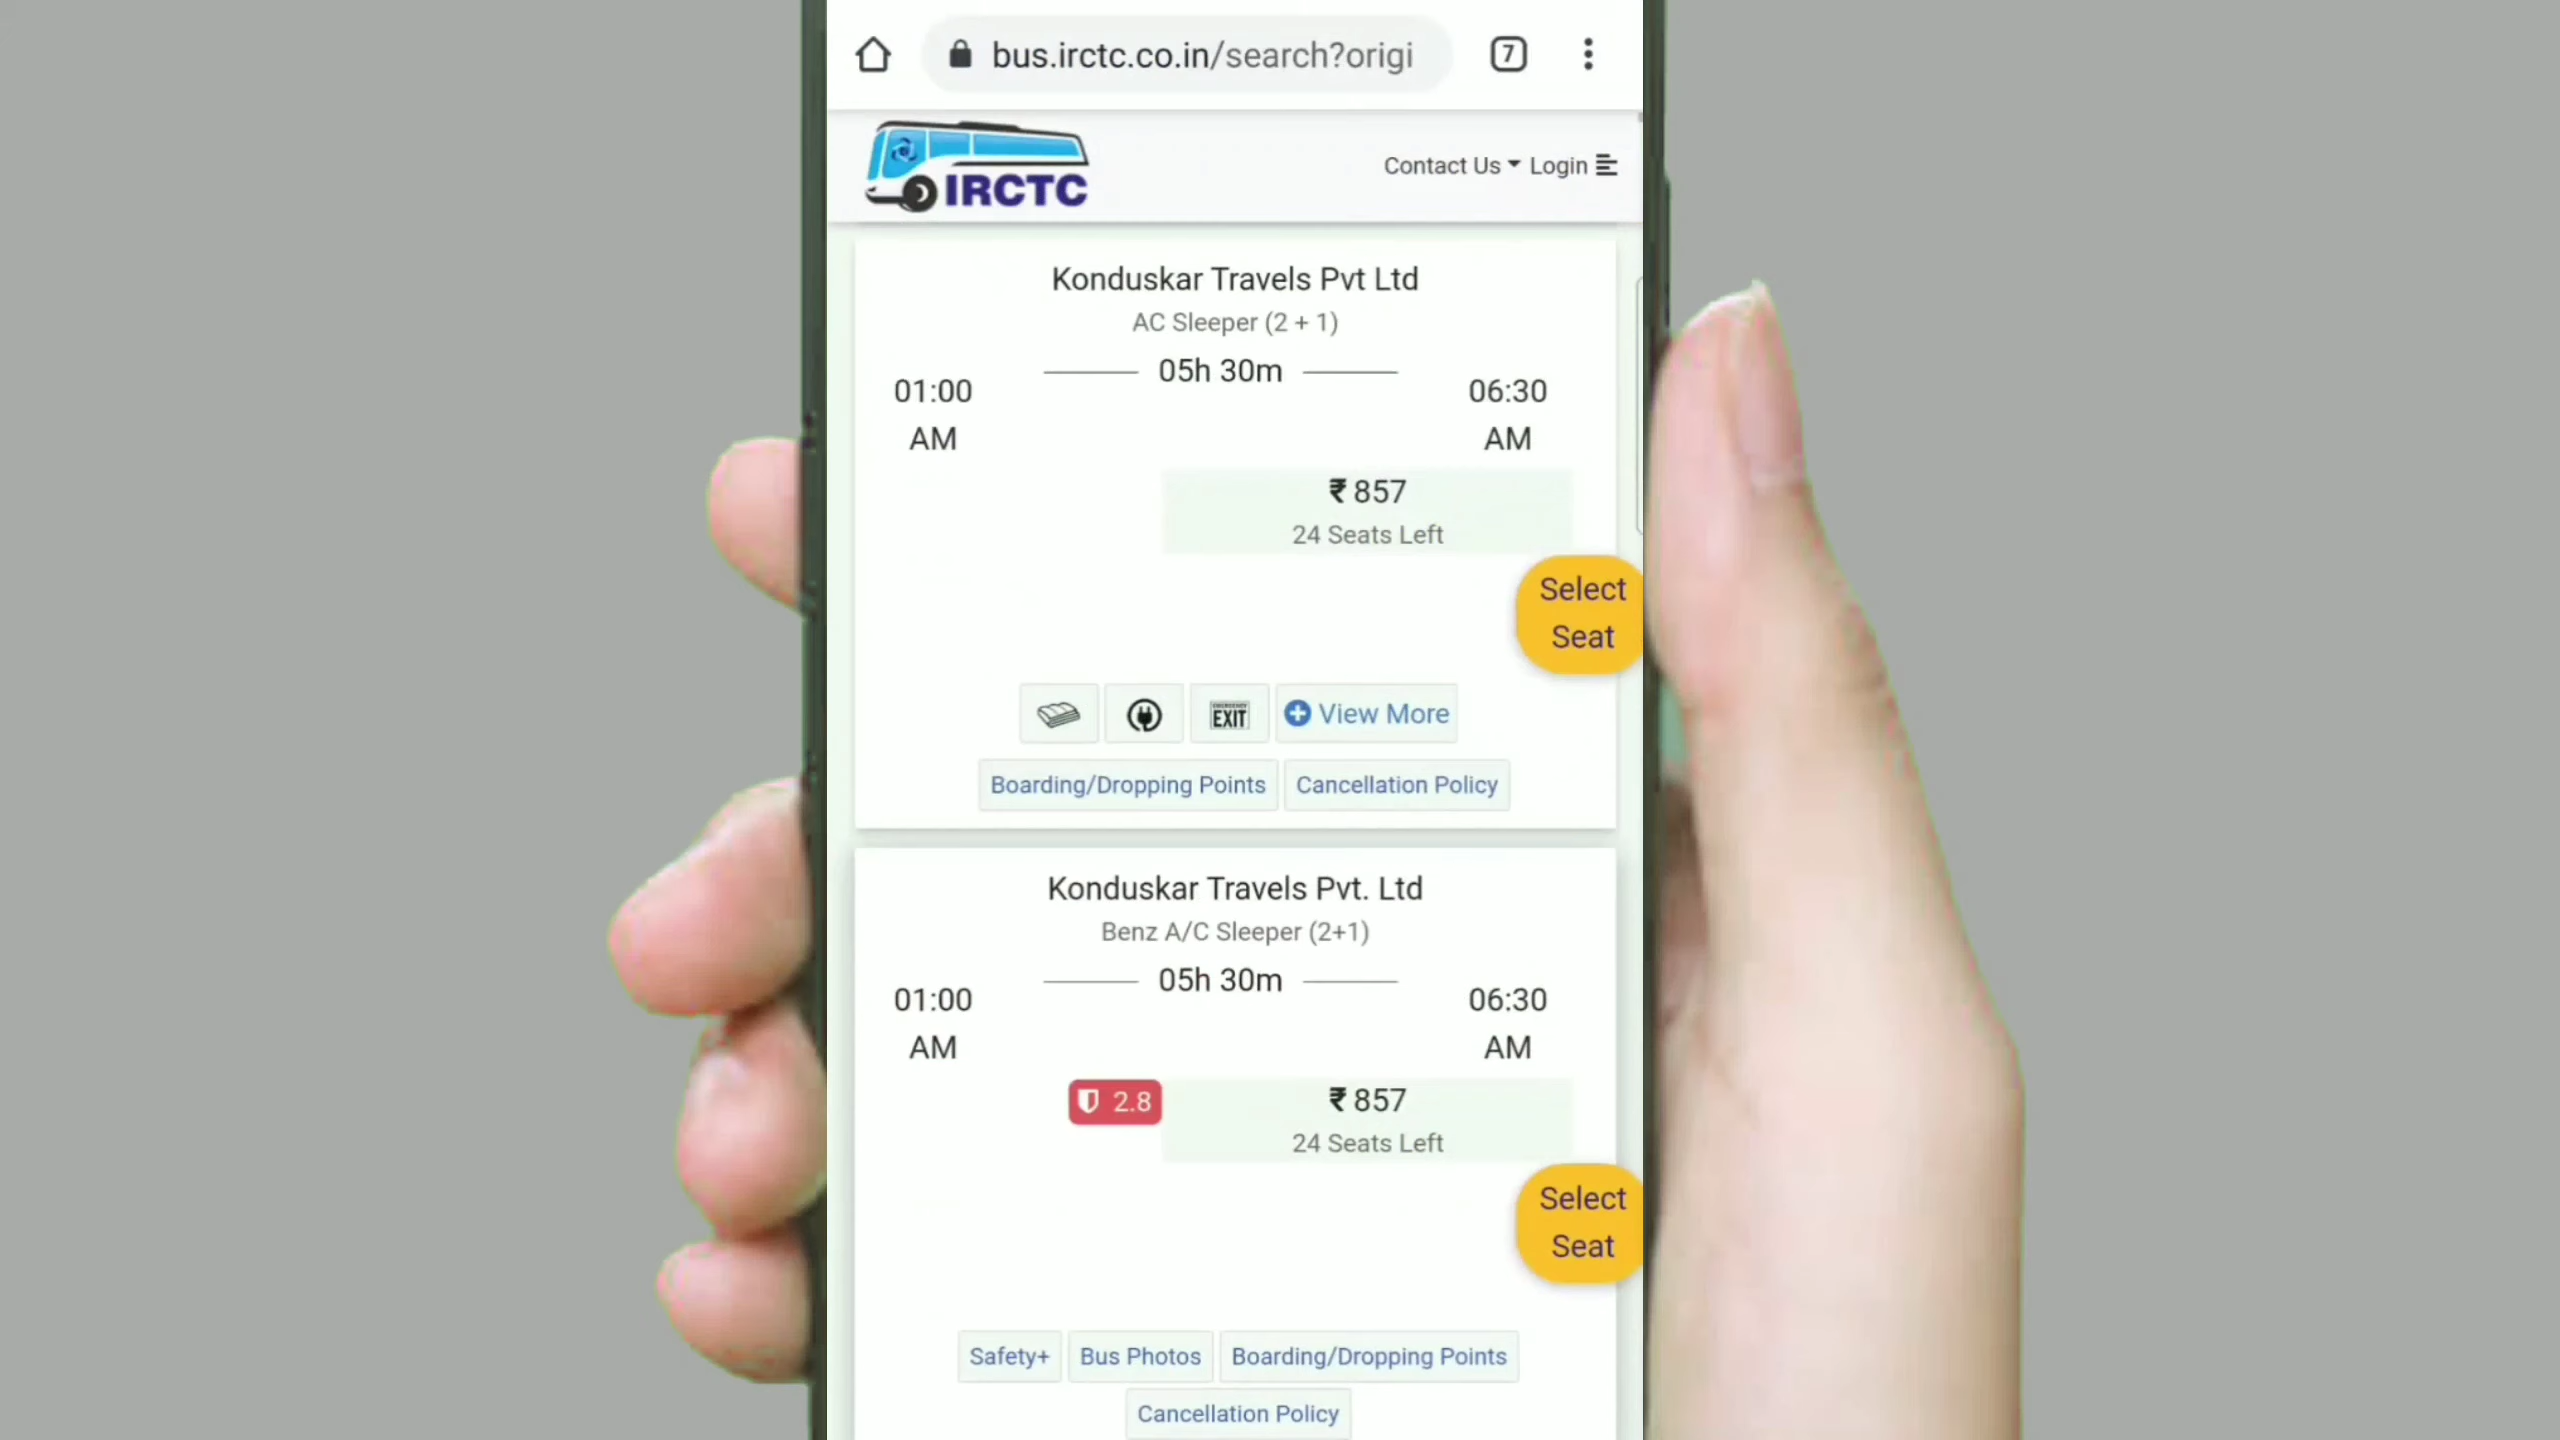 bus.irctc.co.in/search?origi
7
IRCTC
Contact Us Login
Konduskar Travels Pvt Ltd
AC Sleeper (2 + 1)
05h 30m
01:00
AM
06:30
AM
₹ 857
24 Seats Left
Select
Seat
EXIT
View More
Boarding/Dropping Points
Cancellation Policy
Konduskar Travels Pvt. Ltd
Benz A/C Sleeper (2+1)
05h 30m
01:00
AM
06:30
AM
2.8
₹ 857
24 Seats Left
Select
Seat
Safety+
Bus Photos
Boarding/Dropping Points
Cancellation Policy